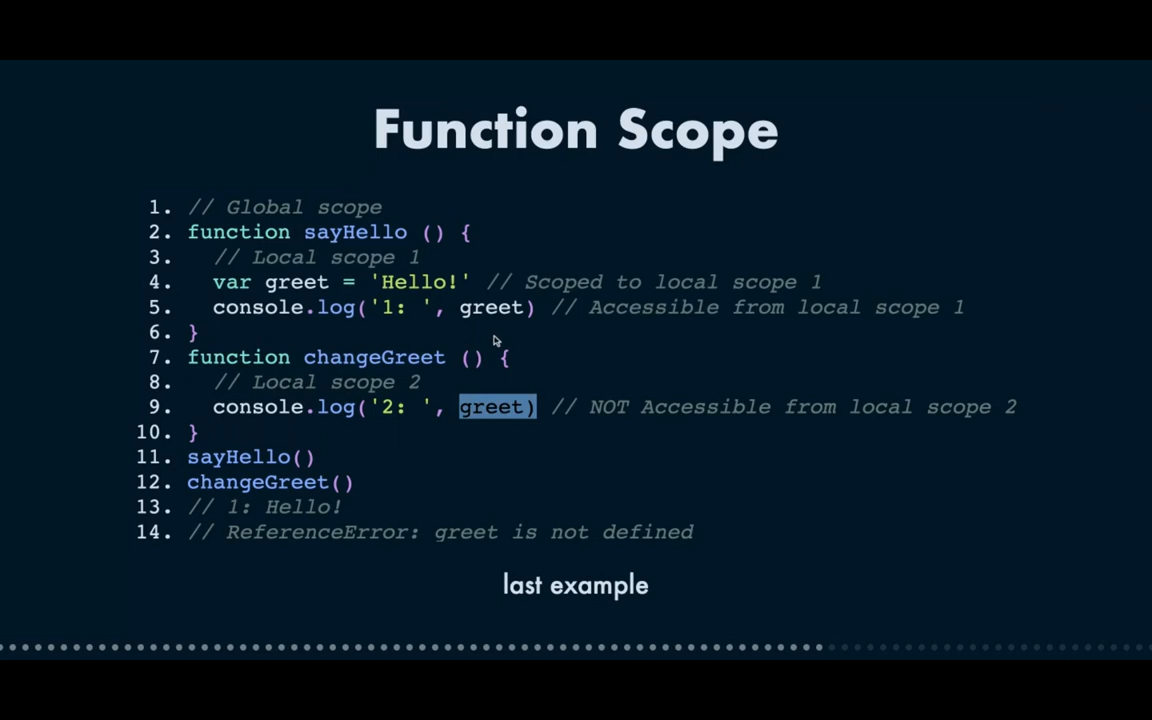 Function Scope
1. // Global scope
2. function sayHello () {
3. // Local scope 1
4. var greet = 'Hello!' // Scoped to local scope 1
5. console.log('1: ', greet) // Accessible from local scope 1
6. }
7. function changeGreet () {
8. // Local scope 2
9. console.log('2: ', greet) // NOT Accessible from local scope 2
10. }
11. sayHello()
12. changeGreet()
13. // 1: Hello!
14. // ReferenceError: greet is not defined
last example